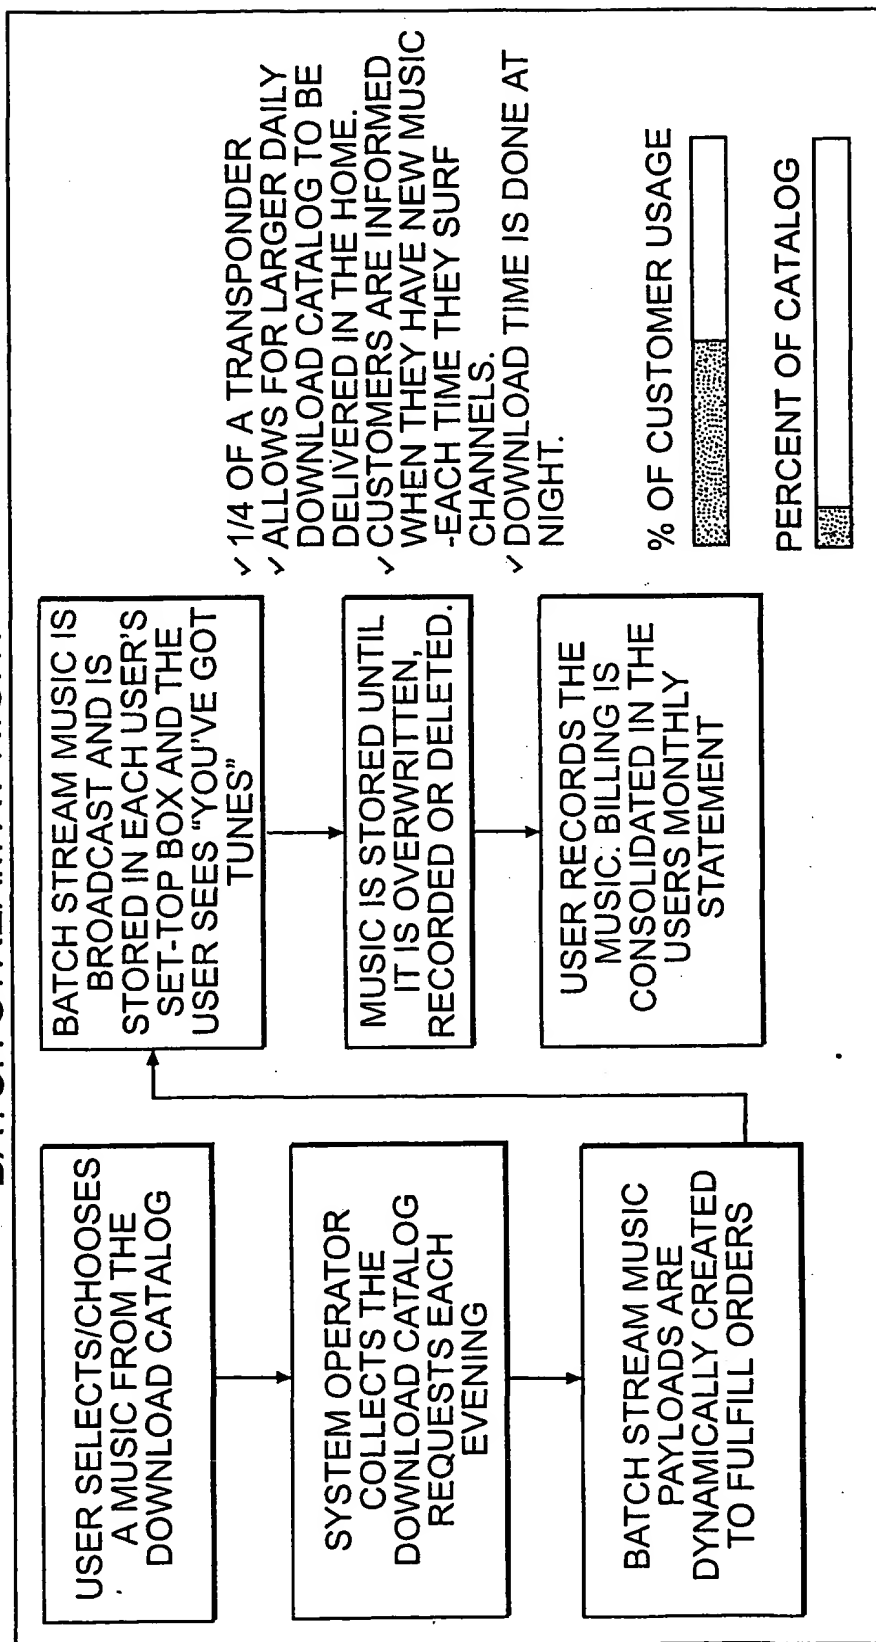 USER SELECTS/CHOOSES
A MUSIC FROM THE
DOWNLOAD CATALOG
SYSTEM OPERATOR
COLLECTS THE
DOWNLOAD CATALOG
REQUESTS EACH
EVENING
BATCH STREAM MUSIC
PAYLOADS ARE
DYNAMICALLY CREATED
TO FULFILL ORDERS
BATCH STREAM MUSIC IS
BROADCAST AND IS
STORED IN EACH USER'S
SET-TOP BOX AND THE
USER SEES "YOU'VE GOT
TUNES"
MUSIC IS STORED UNTIL
IT IS OVERWRITTEN,
RECORDED OR DELETED.
USER RECORDS THE
MUSIC. BILLING IS
CONSOLIDATED IN THE
USERS MONTHLY
STATEMENT
✓ 1/4 OF A TRANSPONDER
✓ ALLOWS FOR LARGER DAILY
DOWNLOAD CATALOG TO BE
DELIVERED IN THE HOME.
✓ CUSTOMERS ARE INFORMED
WHEN THEY HAVE NEW MUSIC
-EACH TIME THEY SURF
CHANNELS.
✓ DOWNLOAD TIME IS DONE AT
NIGHT.
% OF CUSTOMER USAGE
PERCENT OF CATALOG